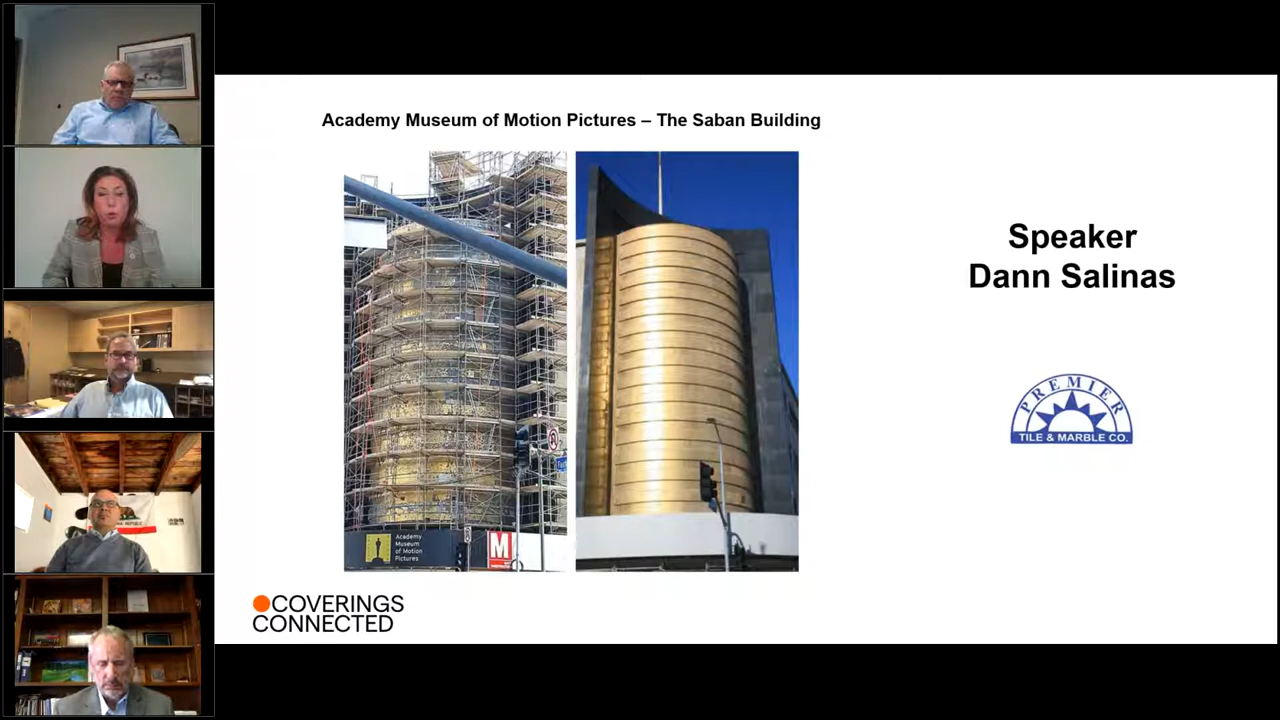 Academy Museum of Motion Pictures – The Saban Building
Speaker
Dann Salinas
PREMIER
TILE & MARBLE CO.
Academy
Museum
of Motion
Pictures
M
COVERINGS
CONNECTED